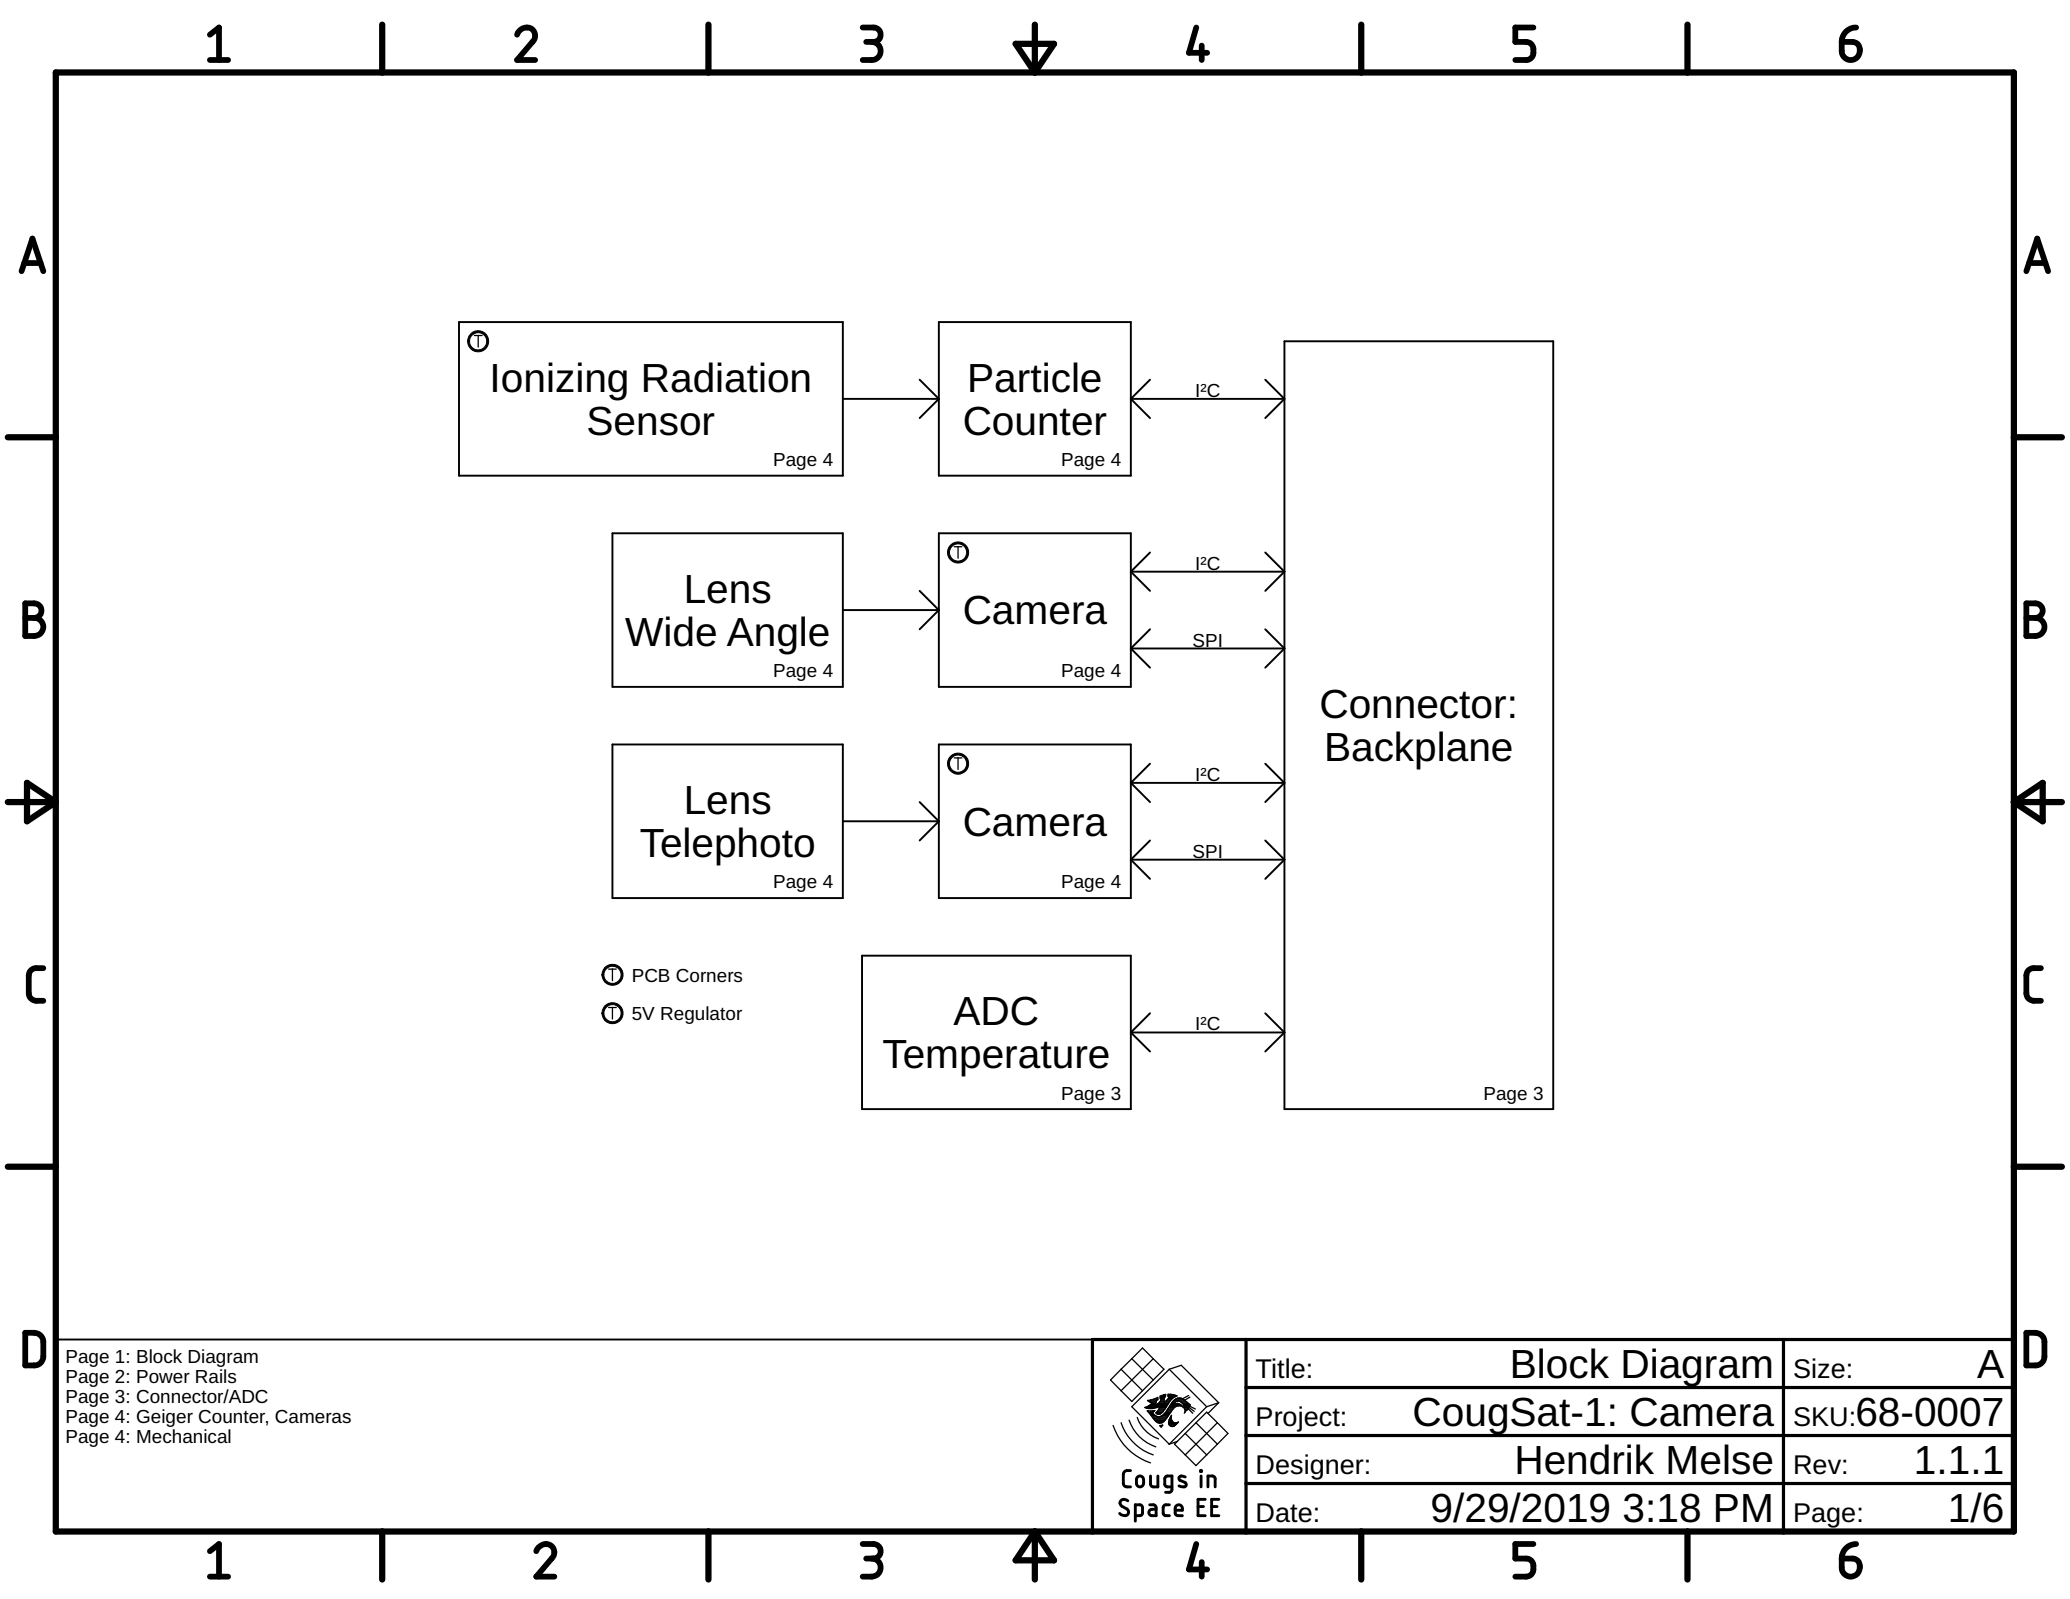 1 2 3 4 5 6
A A
T
Ionizing Radiation
Sensor
Page 4
Particle
Counter
Page 4
I²C
B B
Lens
Wide Angle
Page 4
T
Camera
Page 4
I²C
SPI
Connector:
Backplane
Page 3
Lens
Telephoto
Page 4
T
Camera
Page 4
I²C
SPI
C C
T PCB Corners
T 5V Regulator
ADC
Temperature
Page 3
I²C
D D
Page 1: Block Diagram
Page 2: Power Rails
Page 3: Connector/ADC
Page 4: Geiger Counter, Cameras
Page 4: Mechanical
Cougs in
Space EE
Title: Block Diagram
Size: A
Project: CougSat-1: Camera
SKU:68-0007
Designer: Hendrik Melse
Rev: 1.1.1
Date: 9/29/2019 3:18 PM
Page: 1/6
1 2 3 4 5 6